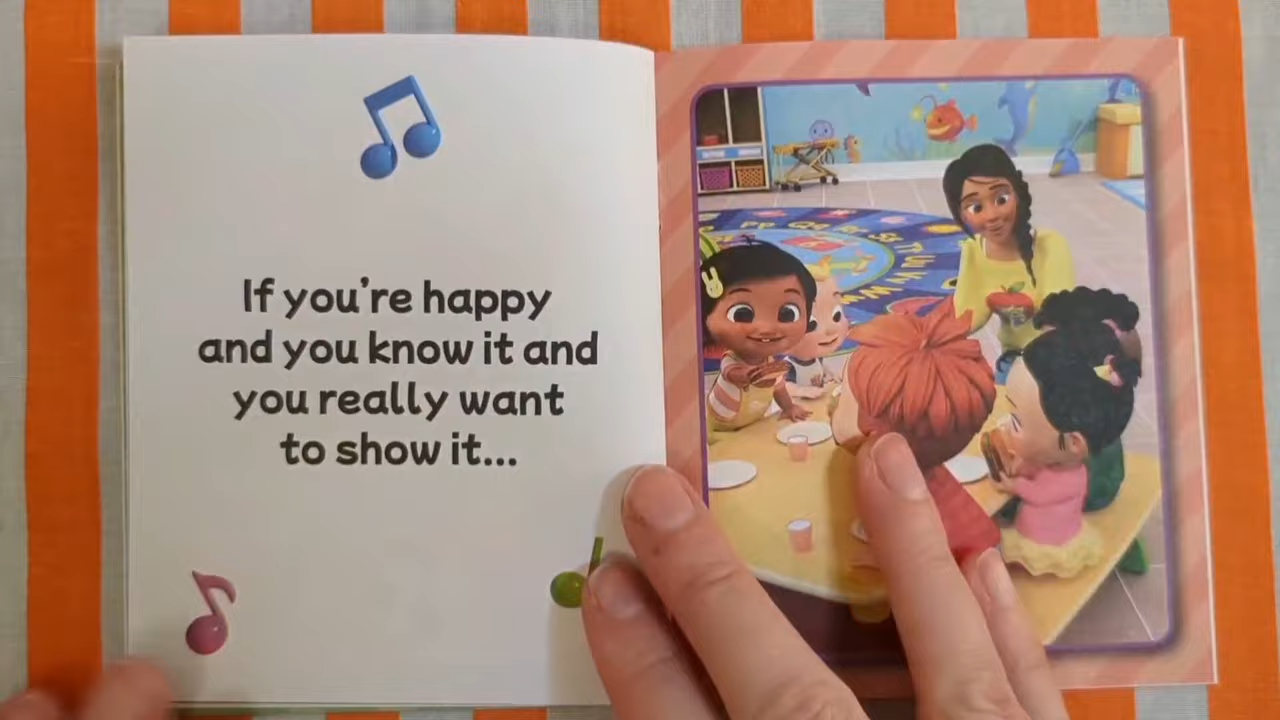 If you're happy
and you know it and
you really want
to show it...